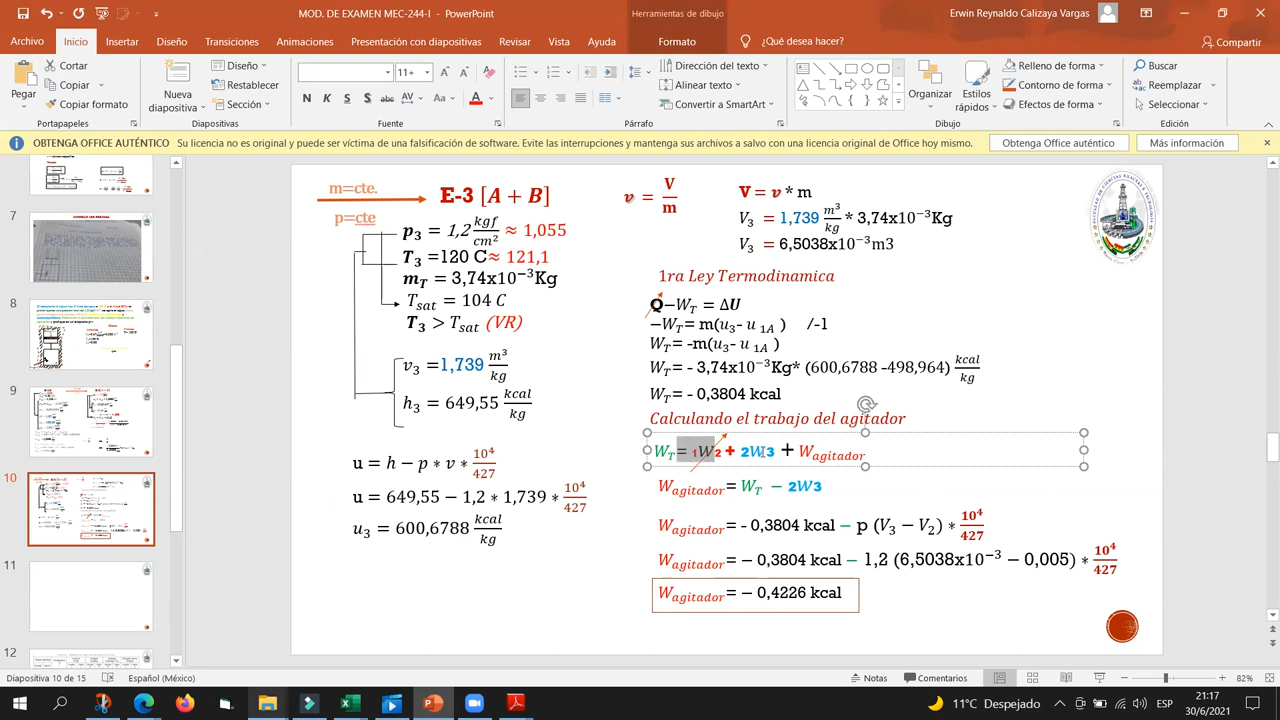 MOD. DE EXAMEN MEC-244-I - PowerPoint
Herramientas de dibujo
Erwin Reynaldo Calizaya Vargas
Archivo Inicio Insertar Diseño Transiciones Animaciones Presentación con diapositivas Revisar Vista Ayuda Formato ¿Qué desea hacer? Compartir
Pegar
Cortar
Copiar
Copiar formato
Portapapeles
Nueva diapositiva
Diseño
Restablecer
Sección
Diapositivas
11+
N K S abc AV Aa A
Fuente
Párrafo
Dirección del texto
Alinear texto
Convertir a SmartArt
Organizar
Estilos rápidos
Relleno de forma
Contorno de forma
Efectos de forma
Dibujo
Buscar
Reemplazar
Seleccionar
Edición
OBTENGA OFFICE AUTÉNTICO Su licencia no es original y puede ser víctima de una falsificación de software. Evite las interrupciones y mantenga sus archivos a salvo con una licencia original de Office hoy mismo. Obtenga Office auténtico Más información
7
8
9
10
11
12
m=cte.
p=cte
E-3 [A + B]
p₃ = 1,2 kgf/cm² ≈ 1,055
T₃ =120 C≈ 121,1
m_T = 3,74x10⁻³Kg
T_sat = 104 C
T₃ > T_sat (VR)
v₃ =1,739 m³/kg
h₃ = 649,55 kcal/kg
u = h − p ∗ v ∗ 10⁴/427
u = 649,55 − 1,2 ∗ 1,739 ∗ 10⁴/427
u₃ = 600,6788 kcal/kg
v = V/m
V = v * m
V₃ = 1,739 m³/kg * 3,74x10⁻³Kg
V₃ = 6,5038x10⁻³m3
1ra Ley Termodinamica
Q−W_T = ΔU
−W_T= m(u₃- u 1A ) /-1
W_T= -m(u₃- u 1A )
W_T= - 3,74x10⁻³Kg* (600,6788 -498,964) kcal/kg
W_T= - 0,3804 kcal
Calculando el trabajo del agitador
W_T= 1W2 + 2W3 + W_agitador
W_agitador= W_T − 2W3
W_agitador= - 0,3804 kcal − p (V₃ − V₂) ∗ 10⁴/427
W_agitador= − 0,3804 kcal − 1,2 (6,5038x10⁻³ − 0,005) ∗ 10⁴/427
W_agitador= − 0,4226 kcal
Diapositiva 10 de 15 Español (México) Notas Comentarios 82%
11°C Despejado ESP 21:17
30/6/2021